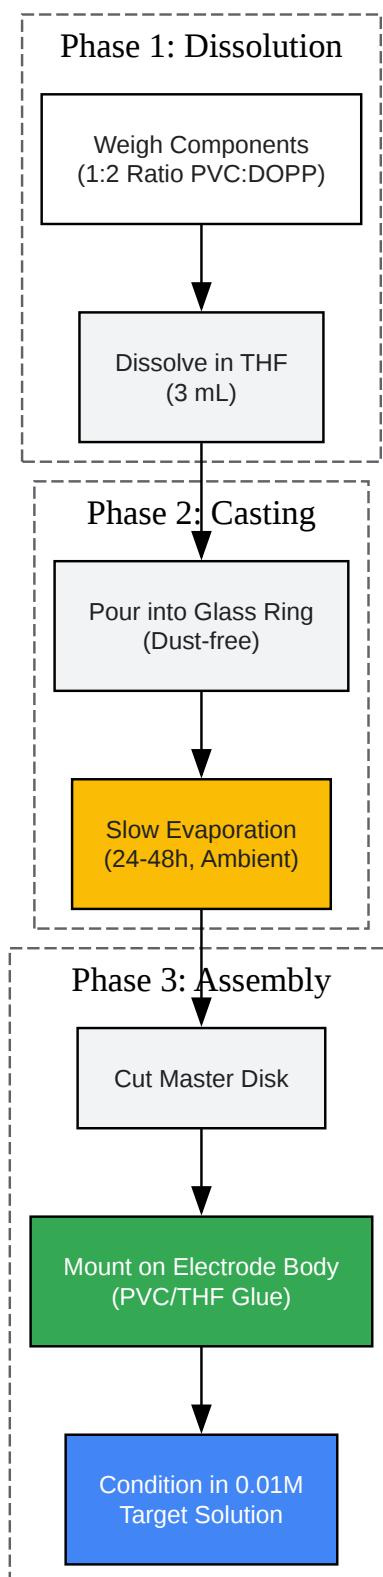 Phase 1: Dissolution
Weigh Components
(1:2 Ratio PVC:DOPP)
Dissolve in THF
(3 mL)
Phase 2: Casting
Pour into Glass Ring
(Dust-free)
Slow Evaporation
(24-48h, Ambient)
Phase 3: Assembly
Cut Master Disk
Mount on Electrode Body
(PVC/THF Glue)
Condition in 0.01M
Target Solution